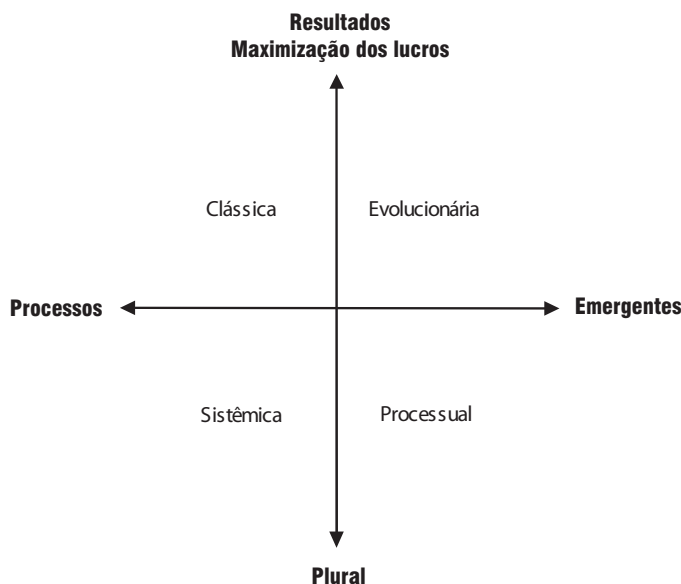 Resultados
Maximização dos lucros
Clássica
Evolucionária
Processos
Emergentes
Sistêmica
Processual
Plural